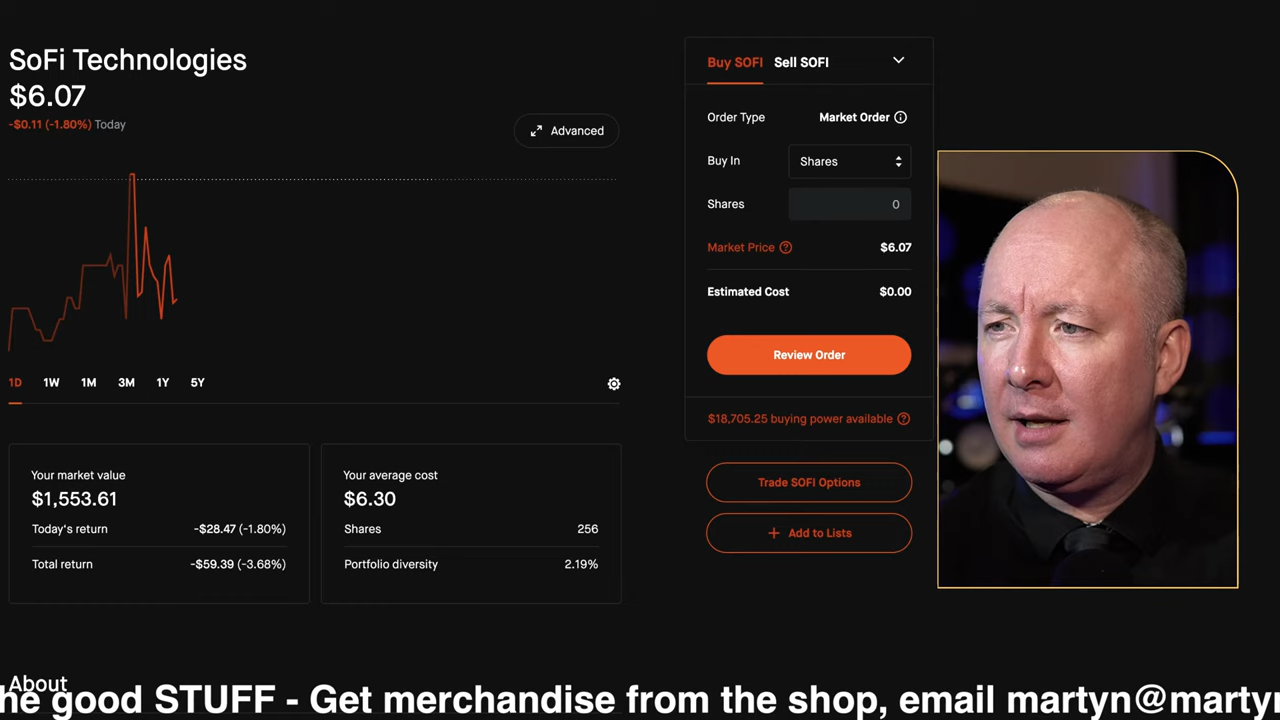 SoFi Technologies
$6.07
-$0.11 (-1.80%) Today
Advanced
1D 1W 1M 3M 1Y 5Y
Your market value
$1,553.61
Today's return -$28.47 (-1.80%)
Total return -$59.39 (-3.68%)
Your average cost
$6.30
Shares 256
Portfolio diversity 2.19%
Buy SOFI Sell SOFI
Order Type Market Order
Buy In Shares
Shares 0
Market Price $6.07
Estimated Cost $0.00
Review Order
$18,705.25 buying power available
Trade SOFI Options
+ Add to Lists
About
he good STUFF - Get merchandise from the shop, email martyn@martyn